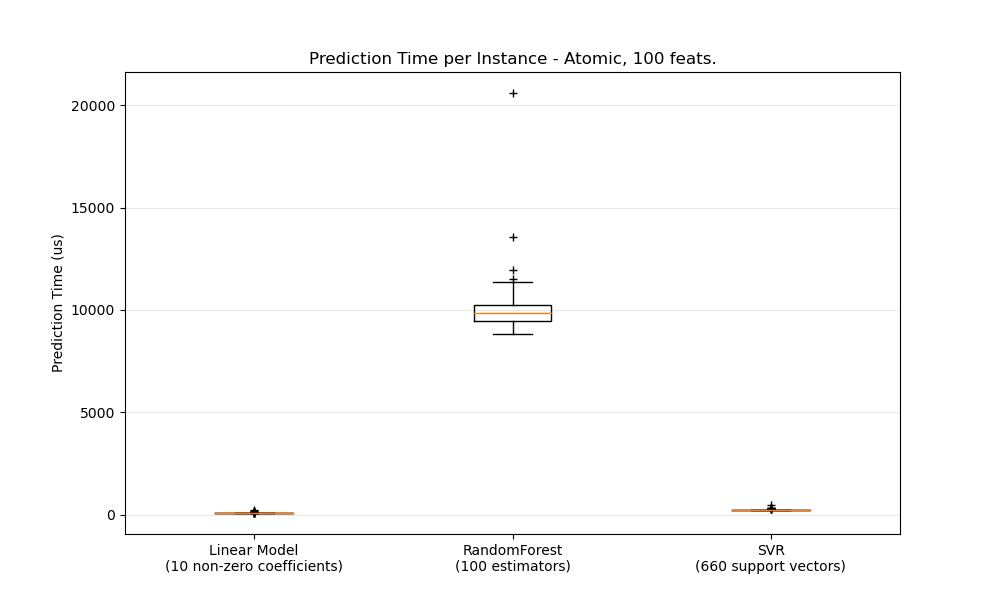 Prediction Time per Instance - Atomic, 100 feats.
Prediction Time (us)
20000
15000
10000
5000
0
Linear Model
(10 non-zero coefficients)
RandomForest
(100 estimators)
SVR
(660 support vectors)